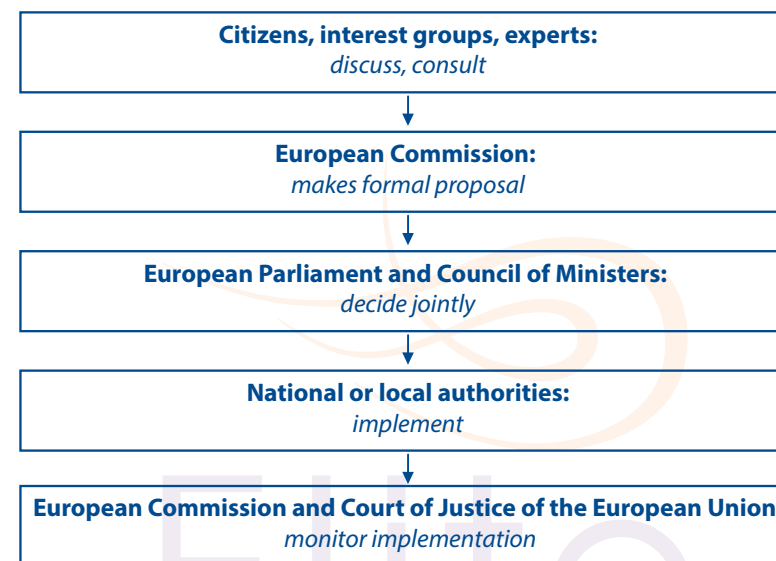 Citizens, interest groups, experts:
discuss, consult
European Commission:
makes formal proposal
European Parliament and Council of Ministers:
decide jointly
National or local authorities:
implement
European Commission and Court of Justice of the European Union
monitor implementation
Elite